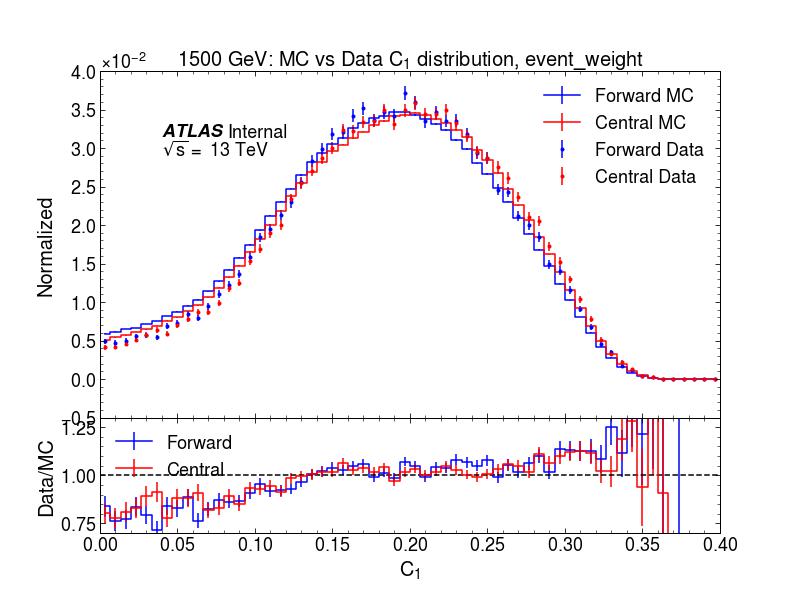 ×10⁻²
1500 GeV: MC vs Data C₁ distribution, event_weight
4.0
3.5
3.0
2.5
2.0
1.5
1.0
0.5
0.0
−0.5
Normalized
ATLAS Internal
√s = 13 TeV
Forward MC
Central MC
Forward Data
Central Data
1.25
1.00
0.75
Data/MC
Forward
Central
0.00 0.05 0.10 0.15 0.20 0.25 0.30 0.35 0.40
C₁